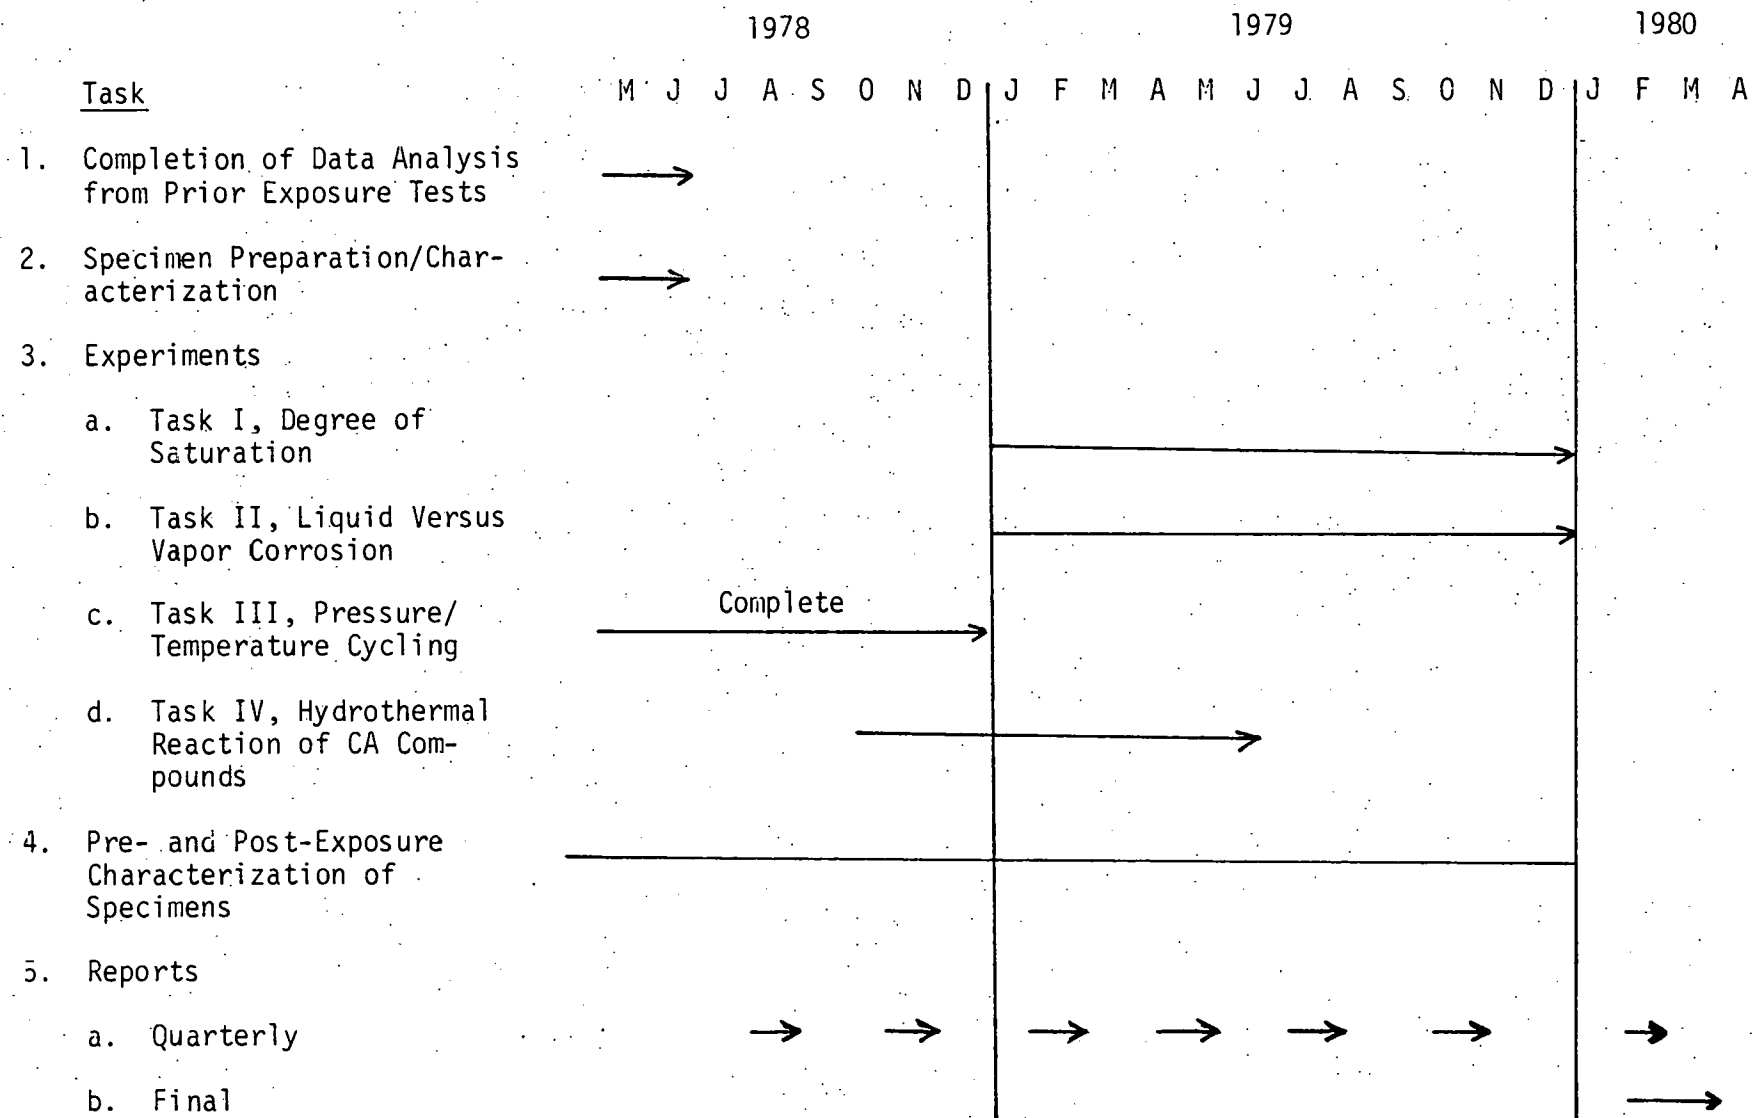 1978 1979 1980
Task M J J A S O N D J F M A M J J A S O N D J F M A
1. Completion of Data Analysis
from Prior Exposure Tests
2. Specimen Preparation/Char-
acterization
3. Experiments
a. Task I, Degree of
Saturation
b. Task II, Liquid Versus
Vapor Corrosion
Complete
c. Task III, Pressure/
Temperature Cycling
d. Task IV, Hydrothermal
Reaction of CA Com-
pounds
4. Pre- and Post-Exposure
Characterization of
Specimens
5. Reports
a. Quarterly
b. Final